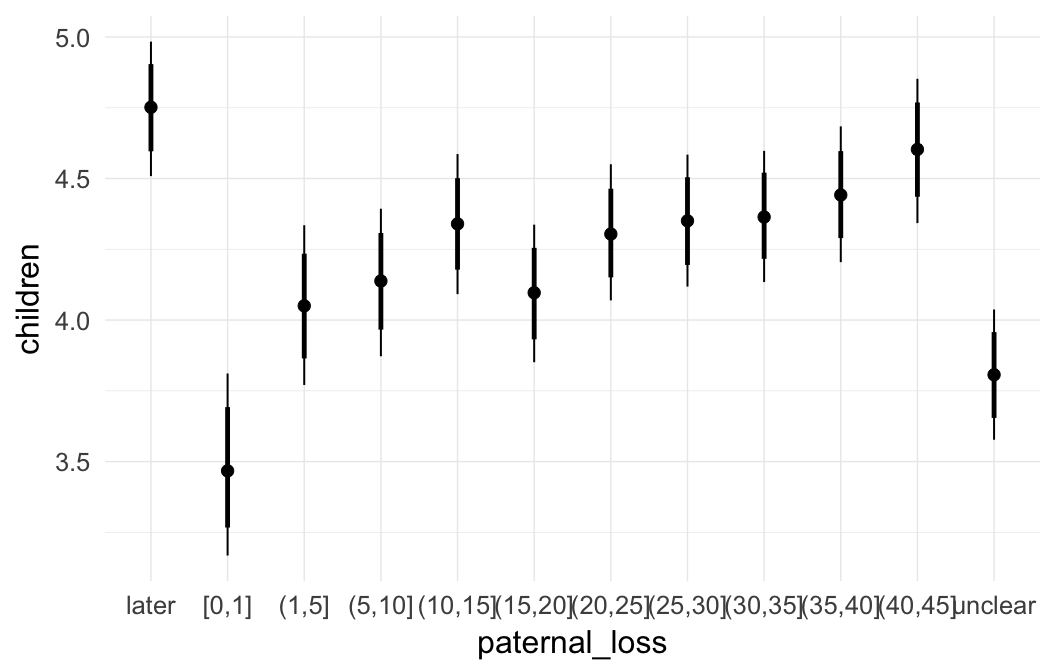 5.0
4.5
4.0
3.5
children
later [0,1] (1,5] (5,10] (10,15] (15,20] (20,25] (25,30] (30,35] (35,40] (40,45] unclear
paternal_loss